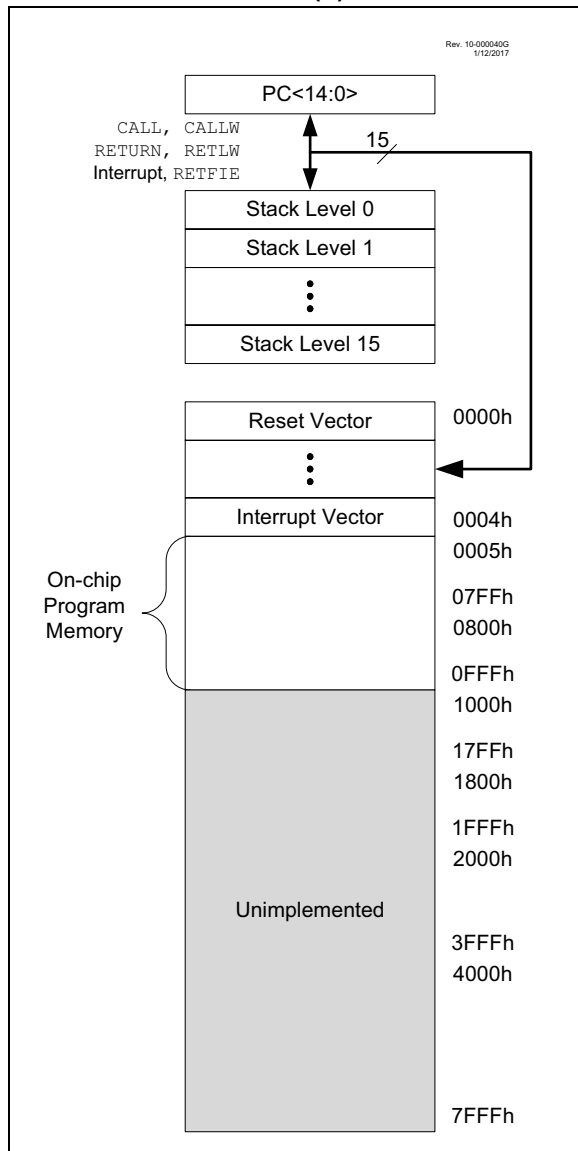 Rev. 10-000040G
1/12/2017
PC<14:0>
CALL, CALLW
RETURN, RETLW
Interrupt, RETFIE
15
Stack Level 0
Stack Level 1
Stack Level 15
Reset Vector
0000h
Interrupt Vector
0004h
0005h
On-chip
Program
Memory
07FFh
0800h
0FFFh
1000h
17FFh
1800h
1FFFh
2000h
Unimplemented
3FFFh
4000h
7FFFh